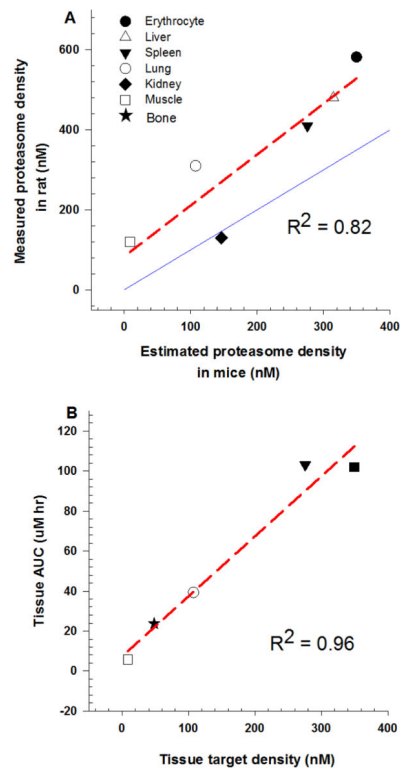 A
Erythrocyte
Liver
Spleen
Lung
Kidney
Muscle
Bone
Measured proteasome density
in rat (nM)
600
400
200
0
R² = 0.82
0 100 200 300 400
Estimated proteasome density
in mice (nM)
B
Tissue AUC (uM hr)
120
100
80
60
40
20
0
-20
R² = 0.96
0 100 200 300 400
Tissue target density (nM)